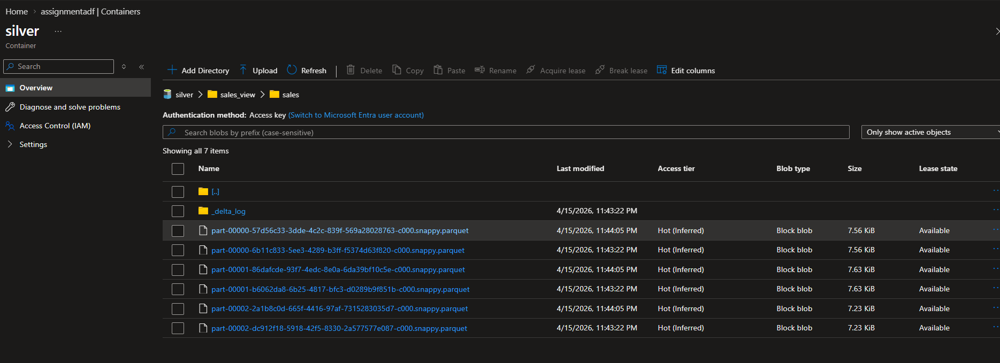 Home > assignmentadf | Containers
silver ...
Container
Search
Overview
Diagnose and solve problems
Access Control (IAM)
Settings
Add Directory Upload Refresh Delete Copy Paste Rename Acquire lease Break lease Edit columns
silver > sales_view > sales
Authentication method: Access key (Switch to Microsoft Entra user account)
Search blobs by prefix (case-sensitive) Only show active objects
Showing all 7 items
Name Last modified Access tier Blob type Size Lease state
[..]
_delta_log 4/15/2026, 11:43:22 PM
part-00000-57d56c33-3dde-4c2c-839f-569a28028763-c000.snappy.parquet 4/15/2026, 11:44:05 PM Hot (Inferred) Block blob 7.56 KiB Available
part-00000-6b11c833-5ee3-4289-b3ff-f5374d63f820-c000.snappy.parquet 4/15/2026, 11:43:22 PM Hot (Inferred) Block blob 7.56 KiB Available
part-00001-86dafcde-93f7-4edc-8e0a-6da39bf10c5e-c000.snappy.parquet 4/15/2026, 11:44:05 PM Hot (Inferred) Block blob 7.63 KiB Available
part-00001-b6062da8-6b25-4817-bfc3-d0289b9f851b-c000.snappy.parquet 4/15/2026, 11:43:22 PM Hot (Inferred) Block blob 7.63 KiB Available
part-00002-2a1b8c0d-665f-4416-97af-7315283035d7-c000.snappy.parquet 4/15/2026, 11:44:05 PM Hot (Inferred) Block blob 7.23 KiB Available
part-00002-dc912f18-5918-42f5-8330-2a577577e087-c000.snappy.parquet 4/15/2026, 11:43:22 PM Hot (Inferred) Block blob 7.23 KiB Available